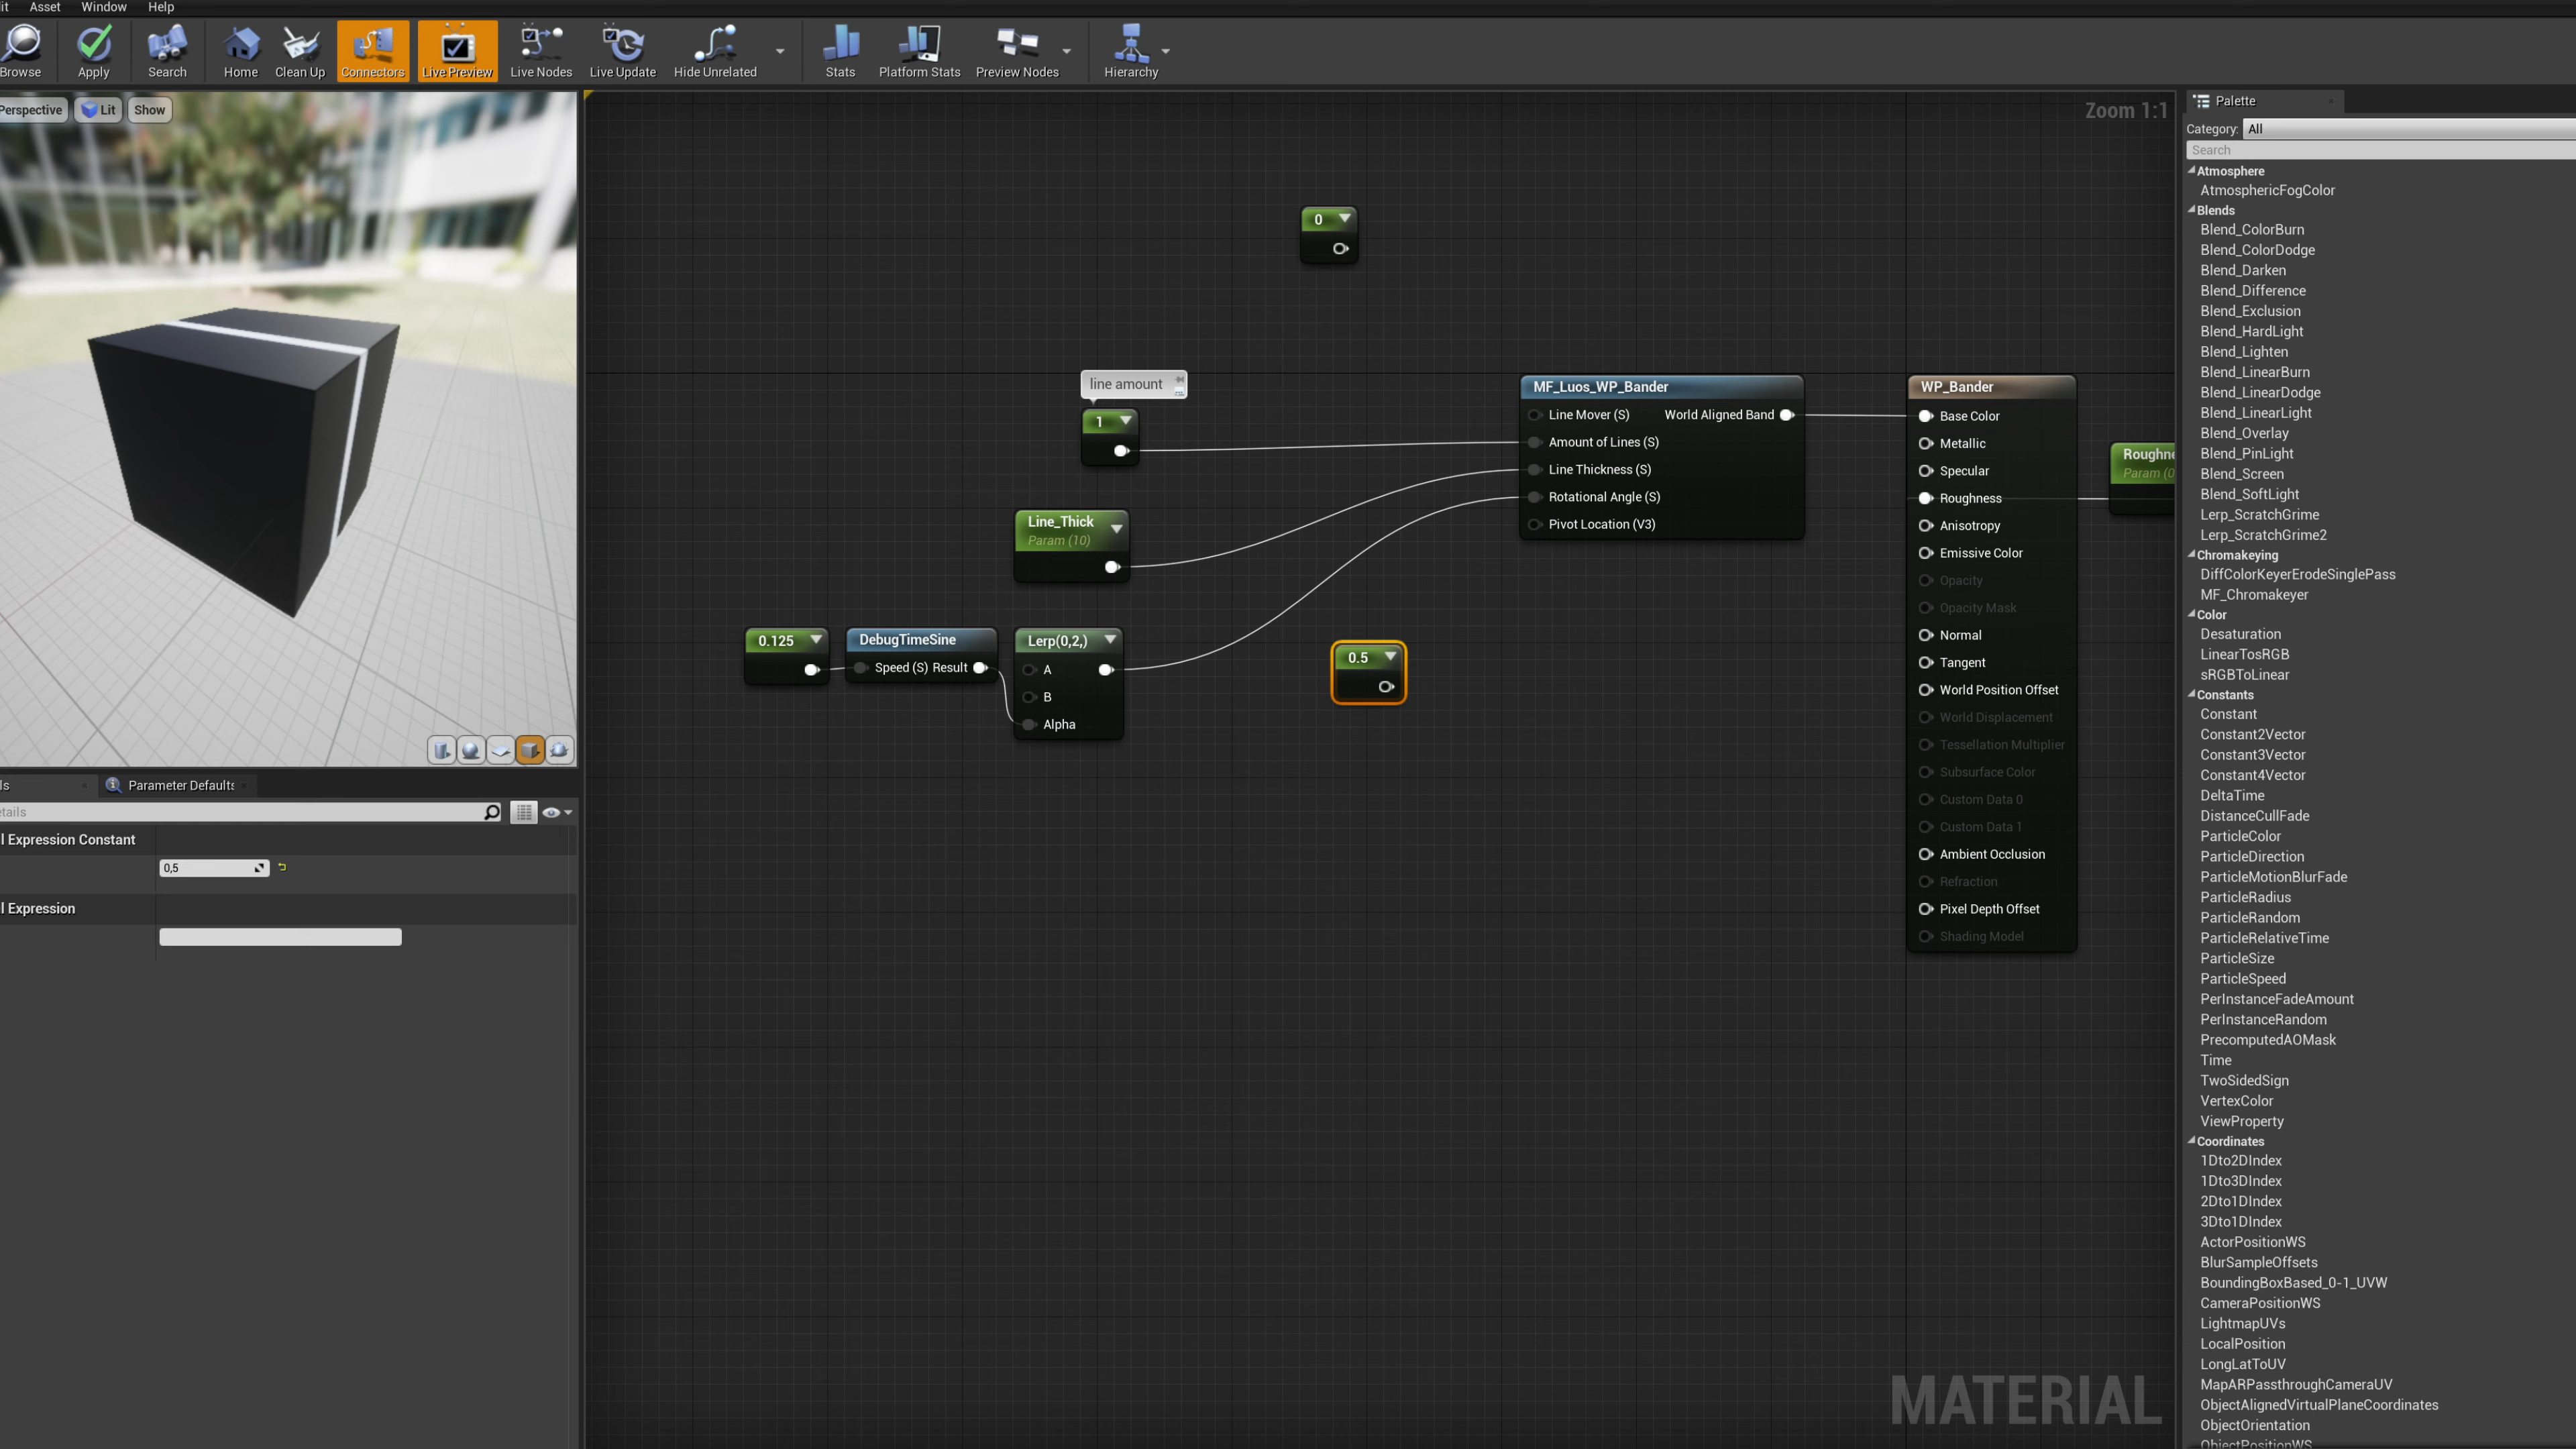 it Asset Window Help
Browse Apply Search Home Clean Up Connectors Live Preview Live Nodes Live Update Hide Unrelated Stats Platform Stats Preview Nodes Hierarchy
Perspective Lit Show
Zoom 1:1
0
line amount
1
Line_Thick
Param (10)
0.125
DebugTimeSine
Speed (S) Result
Lerp(0,2,)
A
B
Alpha
0.5
MF_Luos_WP_Bander
Line Mover (S) World Aligned Band
Amount of Lines (S)
Line Thickness (S)
Rotational Angle (S)
Pivot Location (V3)
WP_Bander
Base Color
Metallic
Specular
Roughness
Anisotropy
Emissive Color
Opacity
Opacity Mask
Normal
Tangent
World Position Offset
World Displacement
Tessellation Multiplier
Subsurface Color
Custom Data 0
Custom Data 1
Ambient Occlusion
Refraction
Pixel Depth Offset
Shading Model
Roughne
Param (0
MATERIAL
ls Parameter Defaults
etails
l Expression Constant
0,5
l Expression
Palette
Category: All
Search
Atmosphere
AtmosphericFogColor
Blends
Blend_ColorBurn
Blend_ColorDodge
Blend_Darken
Blend_Difference
Blend_Exclusion
Blend_HardLight
Blend_Lighten
Blend_LinearBurn
Blend_LinearDodge
Blend_LinearLight
Blend_Overlay
Blend_PinLight
Blend_Screen
Blend_SoftLight
Lerp_ScratchGrime
Lerp_ScratchGrime2
Chromakeying
DiffColorKeyerErodeSinglePass
MF_Chromakeyer
Color
Desaturation
LinearTosRGB
sRGBToLinear
Constants
Constant
Constant2Vector
Constant3Vector
Constant4Vector
DeltaTime
DistanceCullFade
ParticleColor
ParticleDirection
ParticleMotionBlurFade
ParticleRadius
ParticleRandom
ParticleRelativeTime
ParticleSize
ParticleSpeed
PerInstanceFadeAmount
PerInstanceRandom
PrecomputedAOMask
Time
TwoSidedSign
VertexColor
ViewProperty
Coordinates
1Dto2DIndex
1Dto3DIndex
2Dto1DIndex
3Dto1DIndex
ActorPositionWS
BlurSampleOffsets
BoundingBoxBased_0-1_UVW
CameraPositionWS
LightmapUVs
LocalPosition
LongLatToUV
MapARPassthroughCameraUV
ObjectAlignedVirtualPlaneCoordinates
ObjectOrientation
ObjectPositionWS